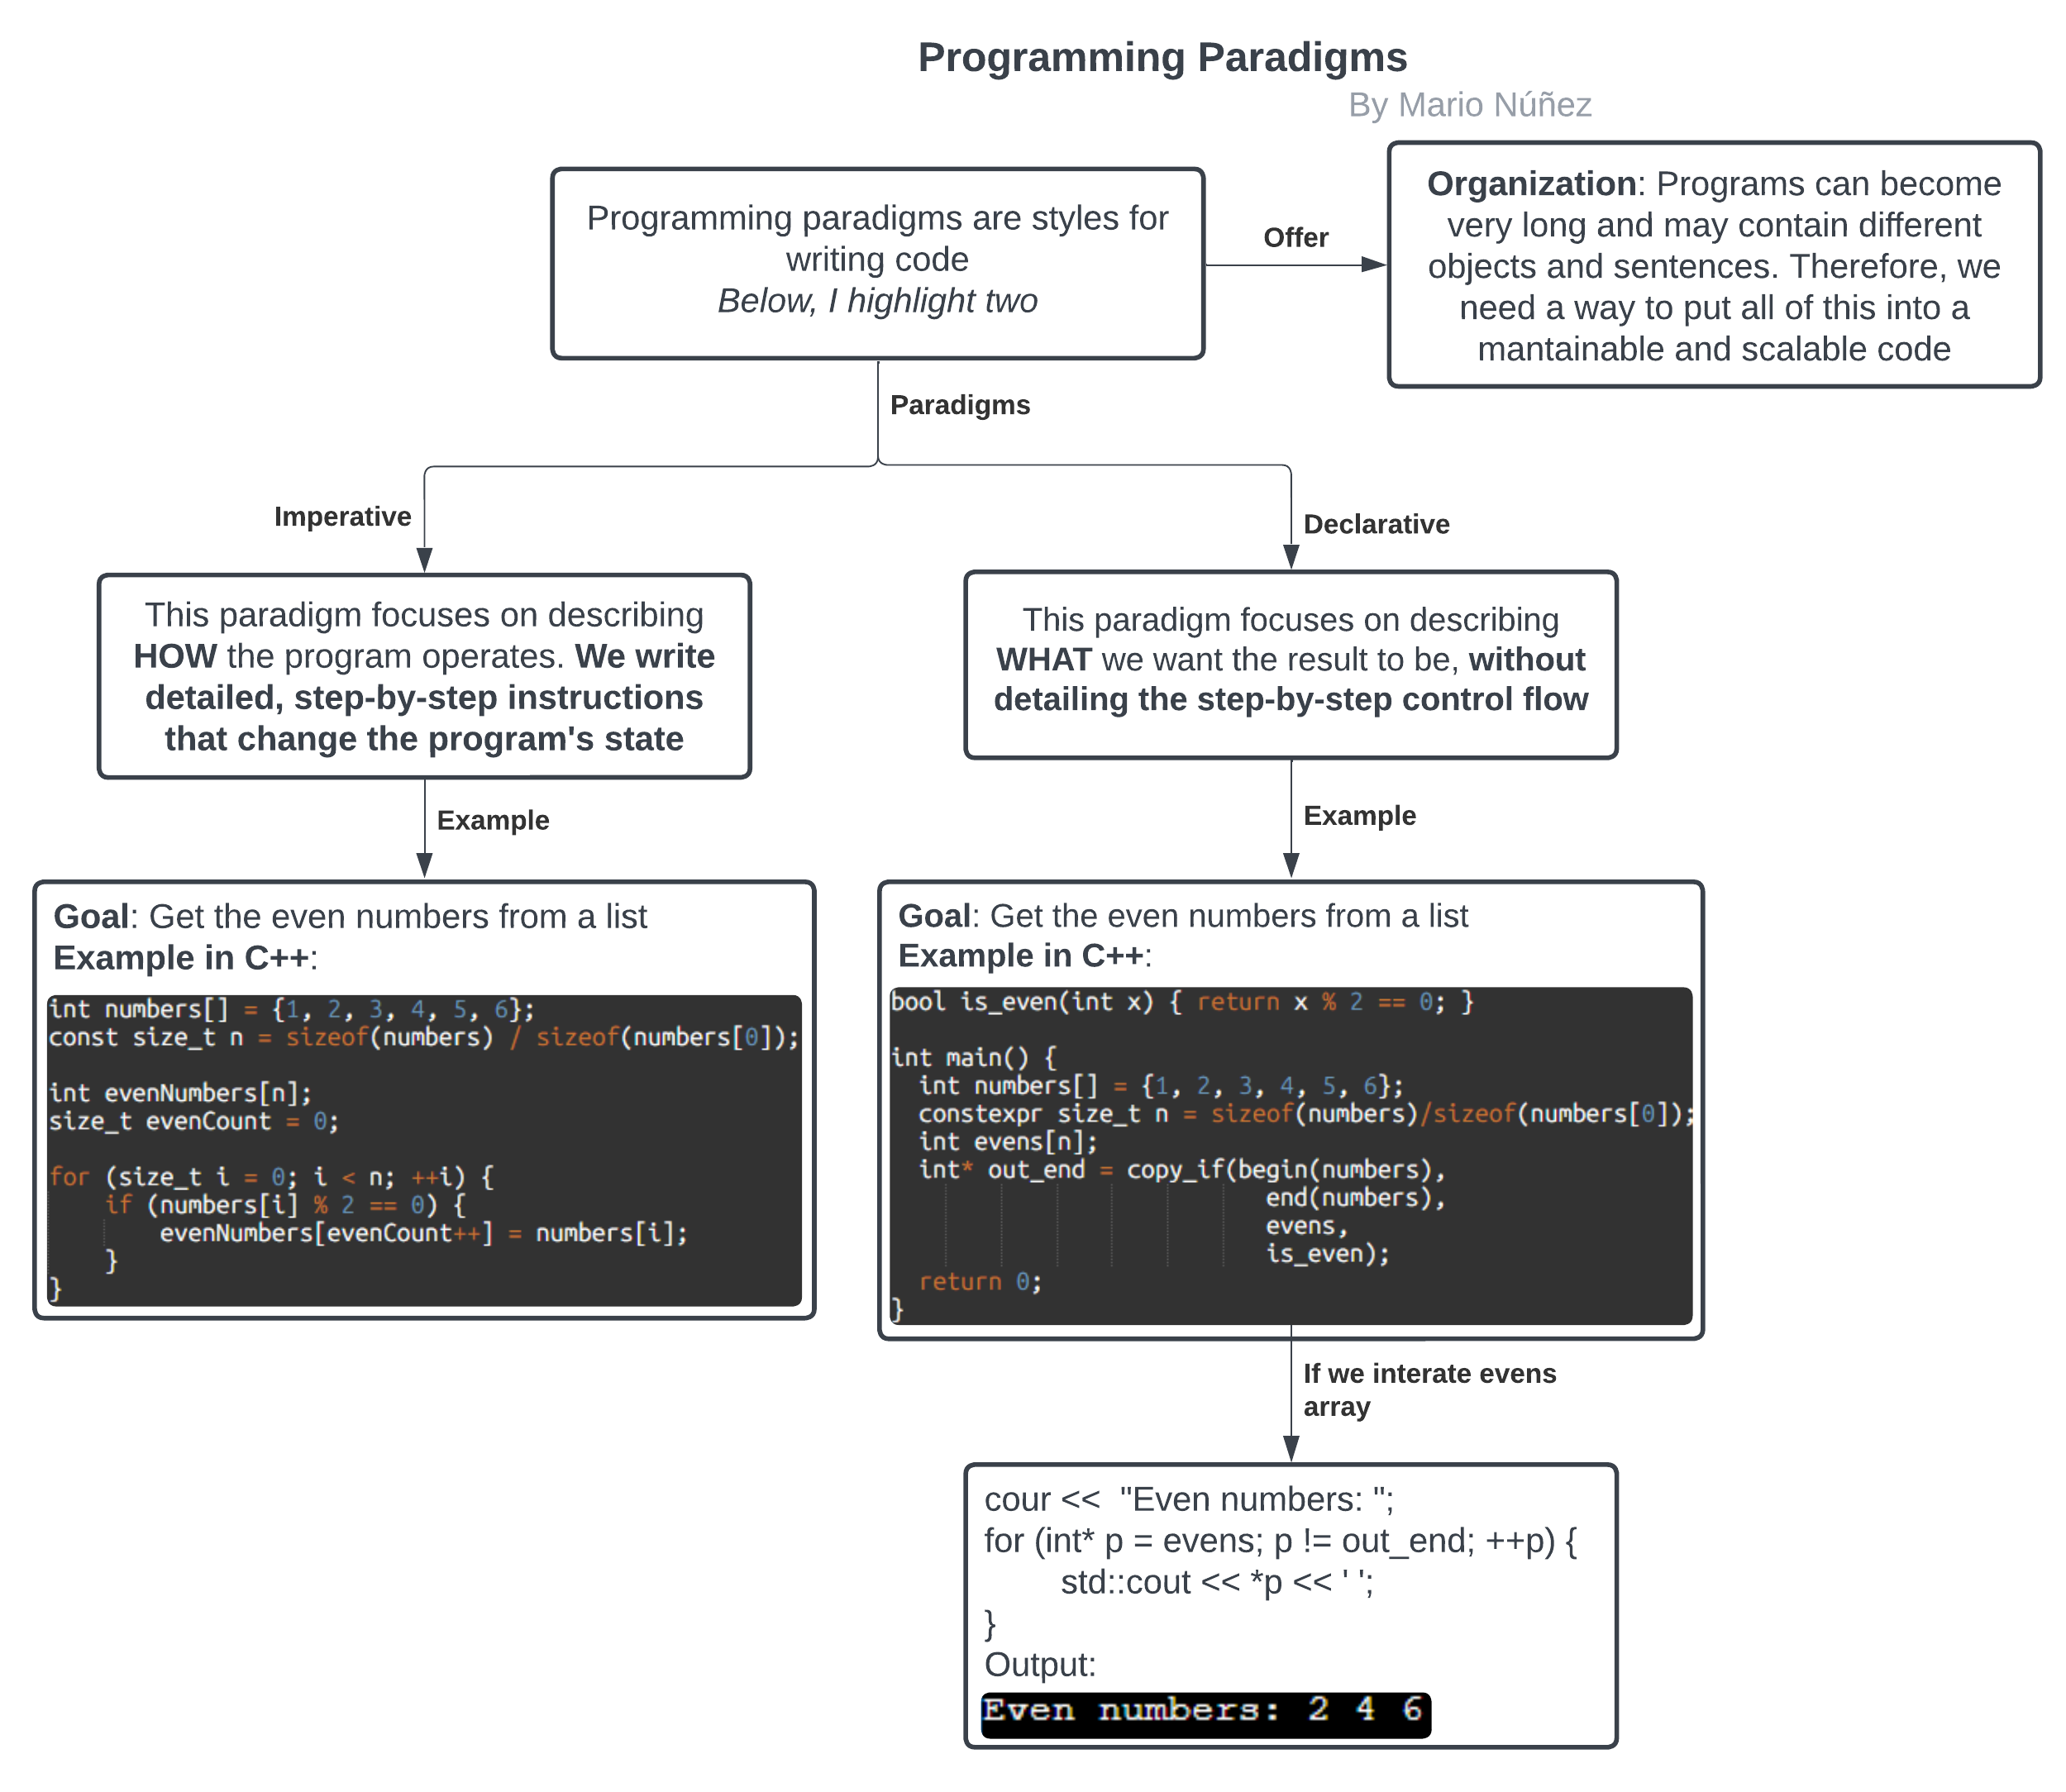 Programming Paradigms
By Mario Núñez
Programming paradigms are styles for
writing code
Below, I highlight two
Offer
Organization: Programs can become
very long and may contain different
objects and sentences. Therefore, we
need a way to put all of this into a
mantainable and scalable code
Paradigms
Imperative
Declarative
This paradigm focuses on describing
HOW the program operates. We write
detailed, step-by-step instructions
that change the program's state
This paradigm focuses on describing
WHAT we want the result to be, without
detailing the step-by-step control flow
Example
Example
Goal: Get the even numbers from a list
Example in C++:
int numbers[] = {1, 2, 3, 4, 5, 6};
const size_t n = sizeof(numbers) / sizeof(numbers[0]);
int evenNumbers[n];
size_t evenCount = 0;
for (size_t i = 0; i < n; ++i) {
    if (numbers[i] % 2 == 0) {
        evenNumbers[evenCount++] = numbers[i];
    }
}
Goal: Get the even numbers from a list
Example in C++:
bool is_even(int x) { return x % 2 == 0; }
int main() {
  int numbers[] = {1, 2, 3, 4, 5, 6};
  constexpr size_t n = sizeof(numbers)/sizeof(numbers[0]);
  int evens[n];
  int* out_end = copy_if(begin(numbers),
                         end(numbers),
                         evens,
                         is_even);
  return 0;
}
If we interate evens
array
cour <<  "Even numbers: ";
for (int* p = evens; p != out_end; ++p) {
        std::cout << *p << ' ';
}
Output:
Even numbers: 2 4 6